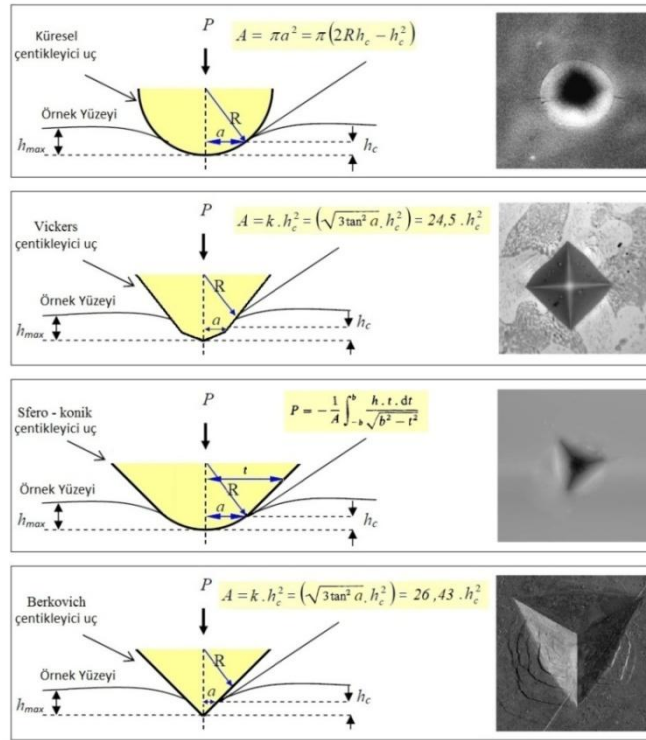 P
A = πa² = π(2Rh_c − h_c²)
Küresel
çentikleyici uç
Örnek Yüzeyi
R
a
h_max
h_c
P
A = k . h_c² = (√3tan² a . h_c²) = 24,5 . h_c²
Vickers
çentikleyici uç
Örnek Yüzeyi
R
a
h_max
h_c
P
P = − 1/A ∫_{-b}^{b} h . t . dt / √b² − t²
Sfero - konik
çentikleyici uç
t
Örnek Yüzeyi
R
a
h_max
h_c
P
A = k . h_c² = (√3tan² a . h_c²) = 26,43 . h_c²
Berkovich
çentikleyici uç
Örnek Yüzeyi
R
a
h_max
h_c